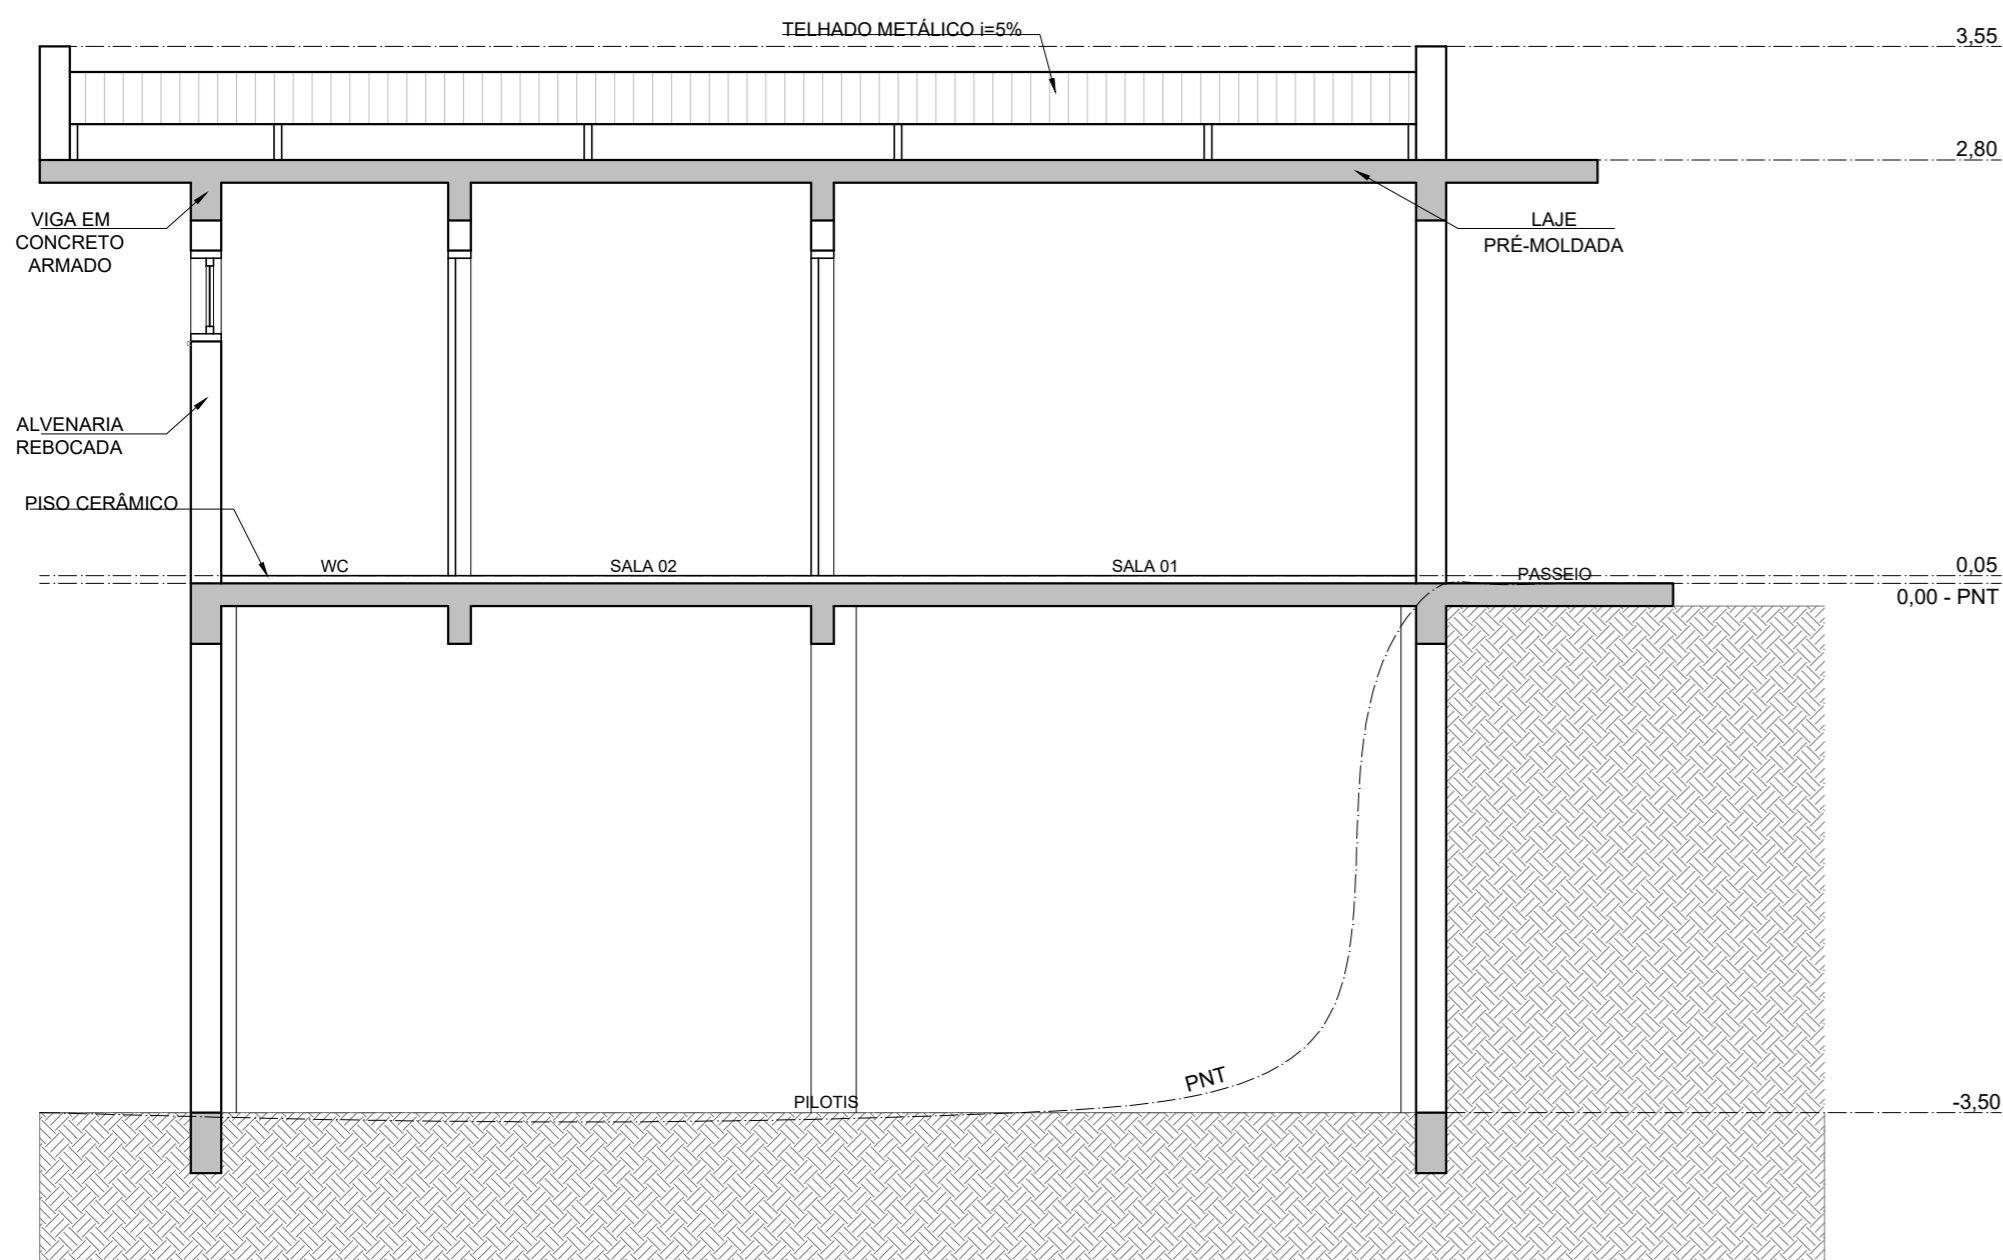 TELHADO METÁLICO i=5%
3,55
2,80
VIGA EM
CONCRETO
ARMADO
LAJE
PRÉ-MOLDADA
ALVENARIA
REBOCADA
PISO CERÂMICO
WC
SALA 02
SALA 01
PASSEIO
0,05
0,00 - PNT
PNT
PILOTIS
-3,50